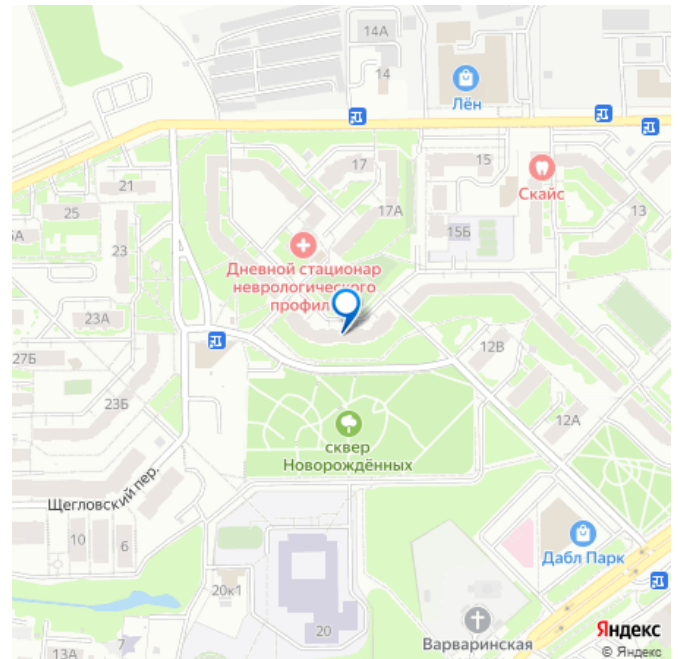 14А
14
Лён
17
15
Скайс
21
17А
25
13
5А
23
15Б
Дневной стационар
неврологического
профил
23А
12В
27Б
23Б
12А
сквер
Новорождённых
Щегловский пер.
10
6
Дабл Парк
20к1
20
7
13А
Варваринская
Яндекс
© Яндекс